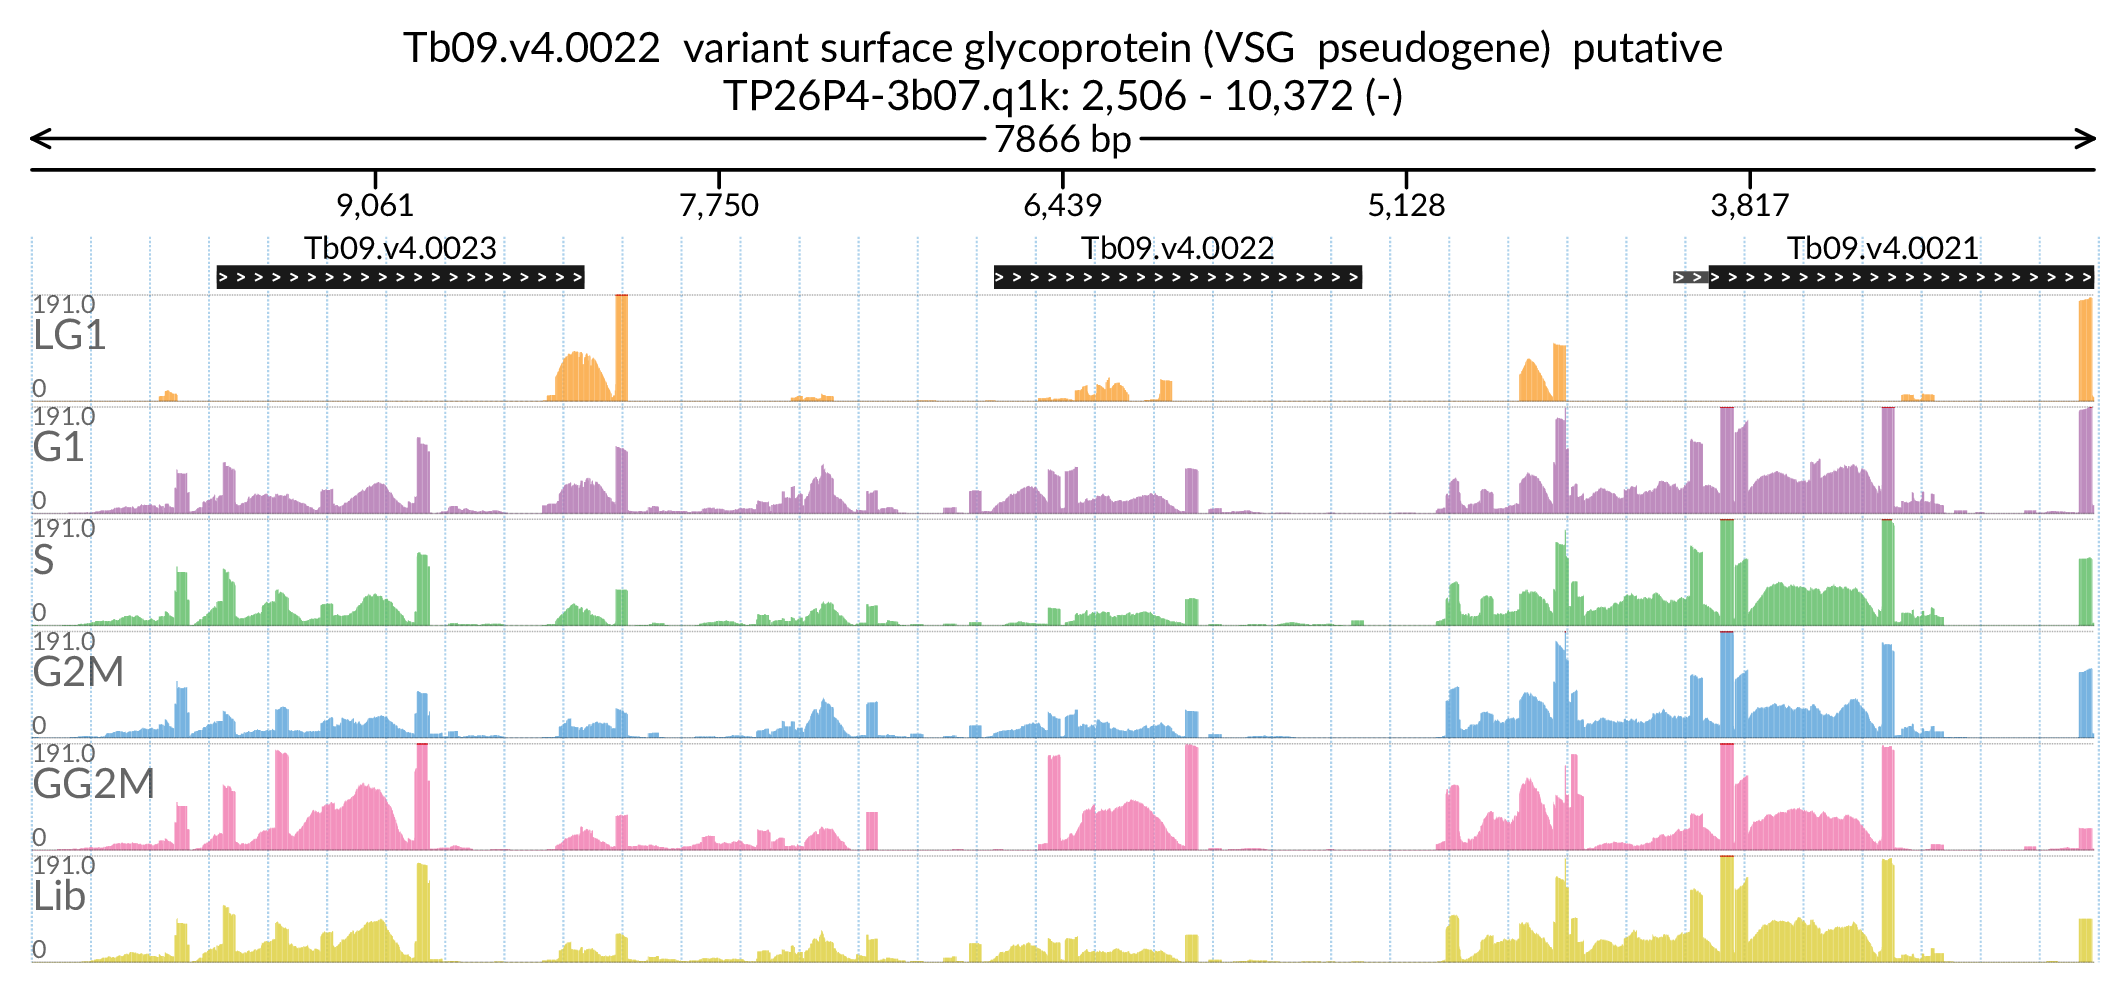 Tb09.v4.0022 variant surface glycoprotein (VSG pseudogene) putative
TP26P4-3b07.q1k: 2,506 - 10,372 (-)
7866 bp
9,061 7,750 6,439 5,128 3,817
Tb09.v4.0023 Tb09.v4.0022 Tb09.v4.0021
191.0
LG1
0
191.0
G1
0
191.0
S
0
191.0
G2M
0
191.0
GG2M
0
191.0
Lib
0